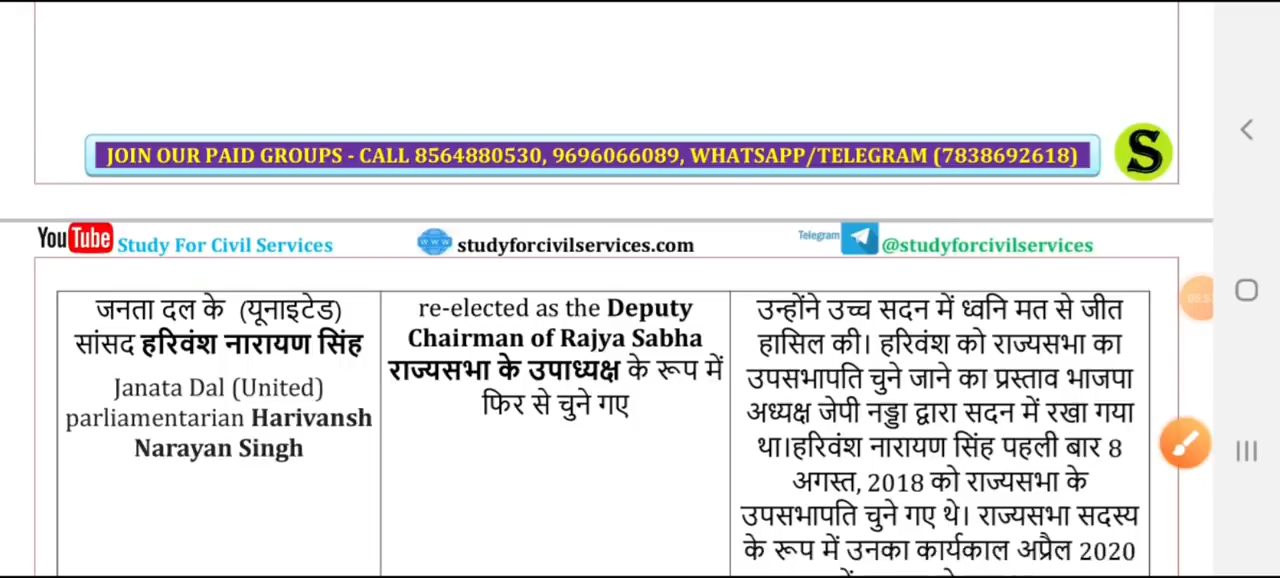 JOIN OUR PAID GROUPS - CALL 8564880530, 9696066089, WHATSAPP/TELEGRAM (7838692618)
S
YouTube Study For Civil Services
www studyforcivilservices.com
Telegram @studyforcivilservices
जनता दल के (यूनाइटेड)
सांसद हरिवंश नारायण सिंह
Janata Dal (United)
parliamentarian Harivansh
Narayan Singh
re-elected as the Deputy
Chairman of Rajya Sabha
राज्यसभा के उपाध्यक्ष के रूप में
फिर से चुने गए
उन्होंने उच्च सदन में ध्वनि मत से जीत
हासिल की। हरिवंश को राज्यसभा का
उपसभापति चुने जाने का प्रस्ताव भाजपा
अध्यक्ष जेपी नड्डा द्वारा सदन में रखा गया
था।हरिवंश नारायण सिंह पहली बार 8
अगस्त, 2018 को राज्यसभा के
उपसभापति चुने गए थे। राज्यसभा सदस्य
के रूप में उनका कार्यकाल अप्रैल 2020